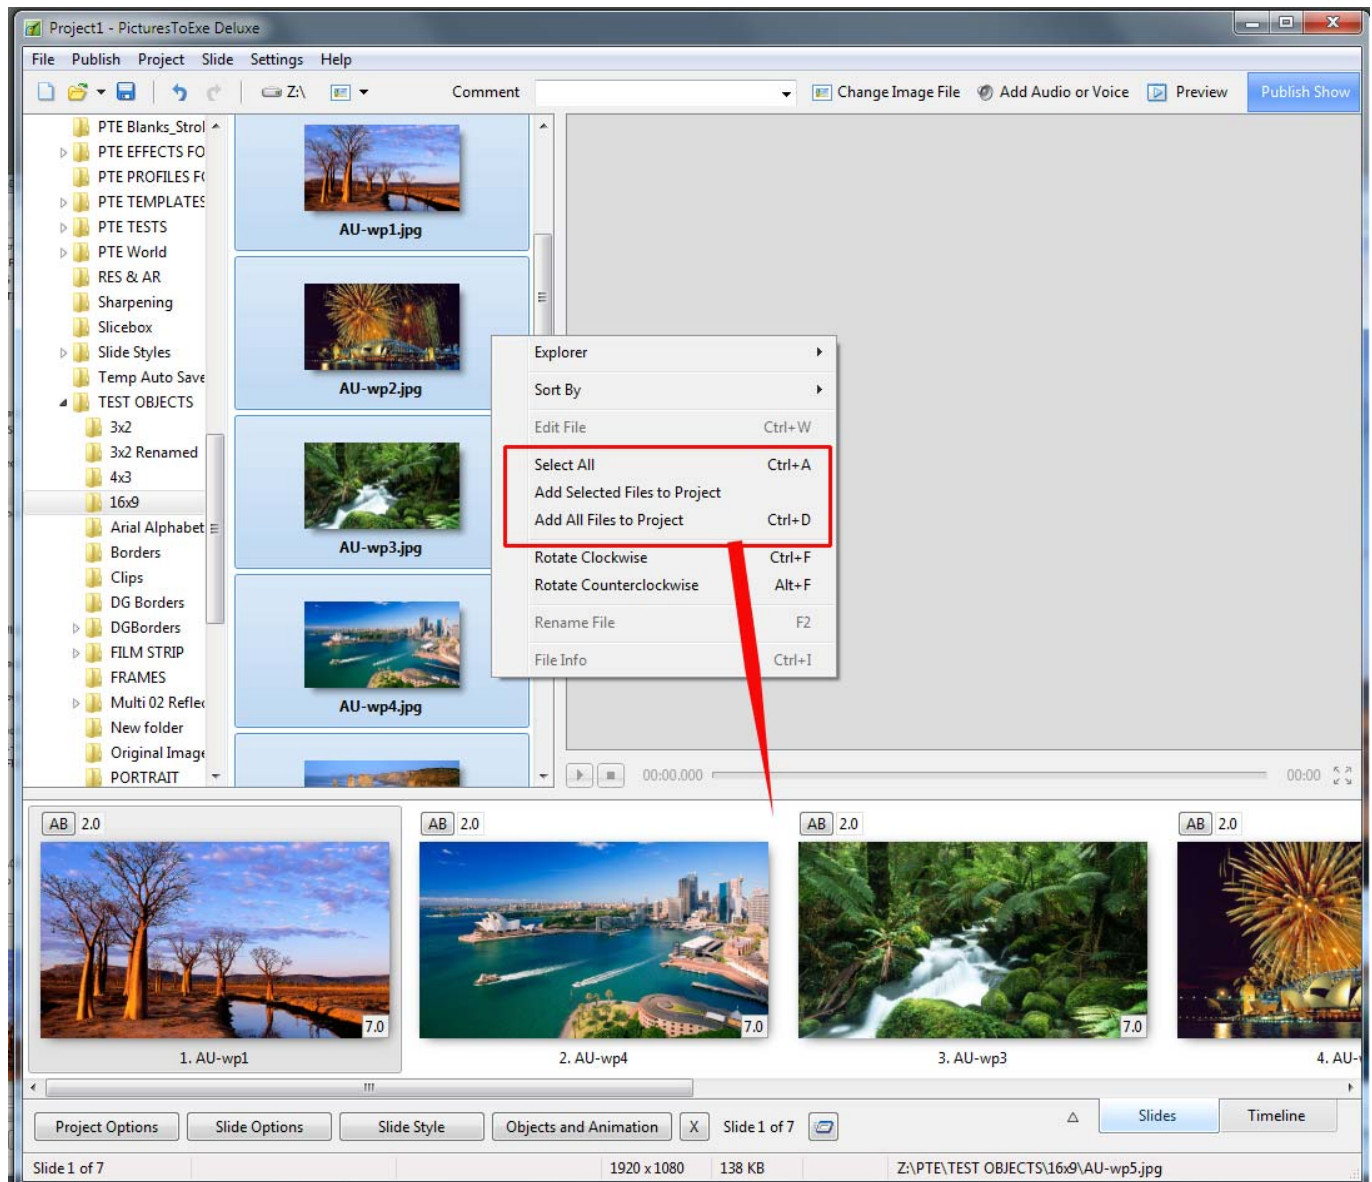 Project1 - PicturesToExe Deluxe
File Publish Project Slide Settings Help
Z:\ Comment Change Image File Add Audio or Voice Preview Publish Show
PTE Blanks_Strol
PTE EFFECTS FO
PTE PROFILES F
PTE TEMPLATES
PTE TESTS
PTE World
RES & AR
Sharpening
Slicebox
Slide Styles
Temp Auto Save
TEST OBJECTS
3x2
3x2 Renamed
4x3
16x9
Arial Alphabet
Borders
Clips
DG Borders
DGBorders
FILM STRIP
FRAMES
Multi 02 Reflec
New folder
Original Image
PORTRAIT
AU-wp1.jpg
AU-wp2.jpg
AU-wp3.jpg
AU-wp4.jpg
Explorer
Sort By
Edit File Ctrl+W
Select All Ctrl+A
Add Selected Files to Project
Add All Files to Project Ctrl+D
Rotate Clockwise Ctrl+F
Rotate Counterclockwise Alt+F
Rename File F2
File Info Ctrl+I
00:00.000 00:00
AB 2.0 AB 2.0 AB 2.0 AB 2.0
7.0 7.0 7.0
1. AU-wp1 2. AU-wp4 3. AU-wp3 4. AU-
Project Options Slide Options Slide Style Objects and Animation X Slide 1 of 7 Slides Timeline
Slide 1 of 7 1920 x 1080 138 KB Z:\PTE\TEST OBJECTS\16x9\AU-wp5.jpg